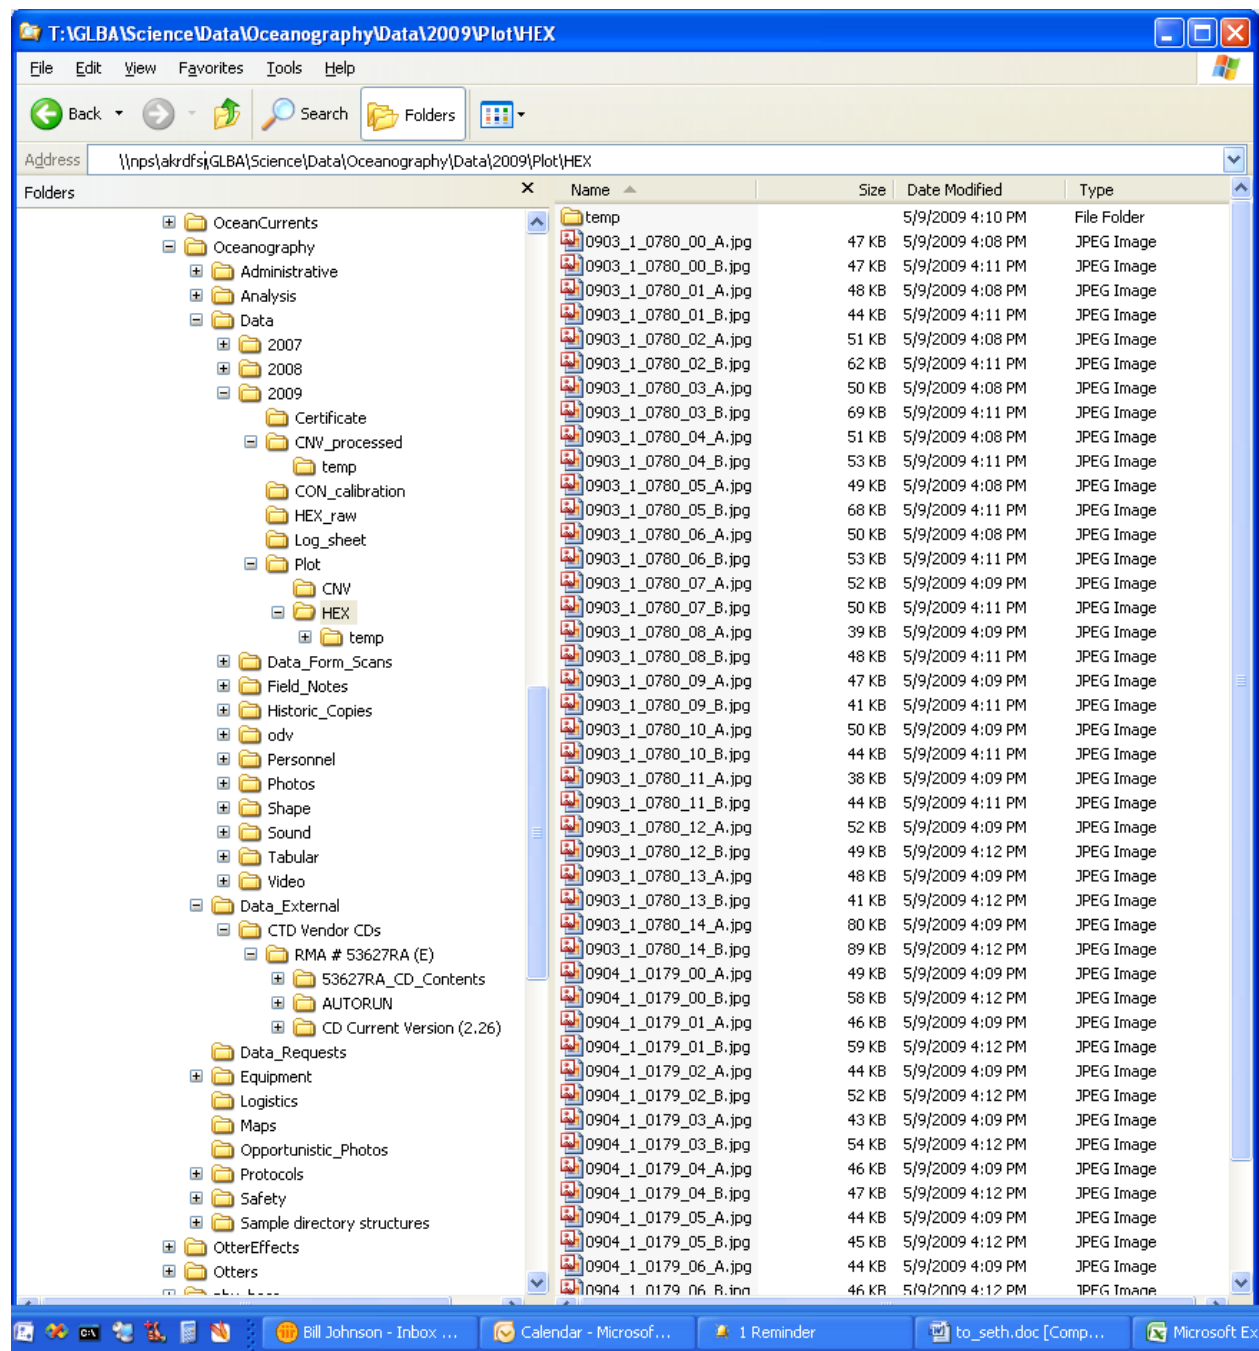 T:\GLBA\Science\Data\Oceanography\Data\2009\Plot\HEX
File Edit View Favorites Tools Help
Back Search Folders
Address \\nps\akrdfs\GLBA\Science\Data\Oceanography\Data\2009\Plot\HEX
Folders
OceanCurrents
Oceanography
Administrative
Analysis
Data
2007
2008
2009
Certificate
CNV_processed
temp
CON_calibration
HEX_raw
Log_sheet
Plot
CNV
HEX
temp
Data_Form_Scans
Field_Notes
Historic_Copies
odv
Personnel
Photos
Shape
Sound
Tabular
Video
Data_External
CTD Vendor CDs
RMA # 53627RA (E)
53627RA_CD_Contents
AUTORUN
CD Current Version (2.26)
Data_Requests
Equipment
Logistics
Maps
Opportunistic_Photos
Protocols
Safety
Sample directory structures
OtterEffects
Otters
Name Size Date Modified Type
temp 5/9/2009 4:10 PM File Folder
0903_1_0780_00_A.jpg 47 KB 5/9/2009 4:08 PM JPEG Image
0903_1_0780_00_B.jpg 47 KB 5/9/2009 4:11 PM JPEG Image
0903_1_0780_01_A.jpg 48 KB 5/9/2009 4:08 PM JPEG Image
0903_1_0780_01_B.jpg 44 KB 5/9/2009 4:11 PM JPEG Image
0903_1_0780_02_A.jpg 51 KB 5/9/2009 4:08 PM JPEG Image
0903_1_0780_02_B.jpg 62 KB 5/9/2009 4:11 PM JPEG Image
0903_1_0780_03_A.jpg 50 KB 5/9/2009 4:08 PM JPEG Image
0903_1_0780_03_B.jpg 69 KB 5/9/2009 4:11 PM JPEG Image
0903_1_0780_04_A.jpg 51 KB 5/9/2009 4:08 PM JPEG Image
0903_1_0780_04_B.jpg 53 KB 5/9/2009 4:11 PM JPEG Image
0903_1_0780_05_A.jpg 49 KB 5/9/2009 4:08 PM JPEG Image
0903_1_0780_05_B.jpg 68 KB 5/9/2009 4:11 PM JPEG Image
0903_1_0780_06_A.jpg 50 KB 5/9/2009 4:08 PM JPEG Image
0903_1_0780_06_B.jpg 53 KB 5/9/2009 4:11 PM JPEG Image
0903_1_0780_07_A.jpg 52 KB 5/9/2009 4:09 PM JPEG Image
0903_1_0780_07_B.jpg 50 KB 5/9/2009 4:11 PM JPEG Image
0903_1_0780_08_A.jpg 39 KB 5/9/2009 4:09 PM JPEG Image
0903_1_0780_08_B.jpg 48 KB 5/9/2009 4:11 PM JPEG Image
0903_1_0780_09_A.jpg 47 KB 5/9/2009 4:09 PM JPEG Image
0903_1_0780_09_B.jpg 41 KB 5/9/2009 4:11 PM JPEG Image
0903_1_0780_10_A.jpg 50 KB 5/9/2009 4:09 PM JPEG Image
0903_1_0780_10_B.jpg 44 KB 5/9/2009 4:11 PM JPEG Image
0903_1_0780_11_A.jpg 38 KB 5/9/2009 4:09 PM JPEG Image
0903_1_0780_11_B.jpg 44 KB 5/9/2009 4:11 PM JPEG Image
0903_1_0780_12_A.jpg 52 KB 5/9/2009 4:09 PM JPEG Image
0903_1_0780_12_B.jpg 49 KB 5/9/2009 4:12 PM JPEG Image
0903_1_0780_13_A.jpg 48 KB 5/9/2009 4:09 PM JPEG Image
0903_1_0780_13_B.jpg 41 KB 5/9/2009 4:12 PM JPEG Image
0903_1_0780_14_A.jpg 80 KB 5/9/2009 4:09 PM JPEG Image
0903_1_0780_14_B.jpg 89 KB 5/9/2009 4:12 PM JPEG Image
0904_1_0179_00_A.jpg 49 KB 5/9/2009 4:09 PM JPEG Image
0904_1_0179_00_B.jpg 58 KB 5/9/2009 4:12 PM JPEG Image
0904_1_0179_01_A.jpg 46 KB 5/9/2009 4:09 PM JPEG Image
0904_1_0179_01_B.jpg 59 KB 5/9/2009 4:12 PM JPEG Image
0904_1_0179_02_A.jpg 44 KB 5/9/2009 4:09 PM JPEG Image
0904_1_0179_02_B.jpg 52 KB 5/9/2009 4:12 PM JPEG Image
0904_1_0179_03_A.jpg 43 KB 5/9/2009 4:09 PM JPEG Image
0904_1_0179_03_B.jpg 54 KB 5/9/2009 4:12 PM JPEG Image
0904_1_0179_04_A.jpg 46 KB 5/9/2009 4:09 PM JPEG Image
0904_1_0179_04_B.jpg 47 KB 5/9/2009 4:12 PM JPEG Image
0904_1_0179_05_A.jpg 44 KB 5/9/2009 4:09 PM JPEG Image
0904_1_0179_05_B.jpg 45 KB 5/9/2009 4:12 PM JPEG Image
0904_1_0179_06_A.jpg 44 KB 5/9/2009 4:09 PM JPEG Image
0904_1_0179_06_B.jpg 46 KB 5/9/2009 4:12 PM JPEG Image
Bill Johnson - Inbox ... Calendar - Microsof... 1 Reminder to_seth.doc [Comp... Microsoft Ex